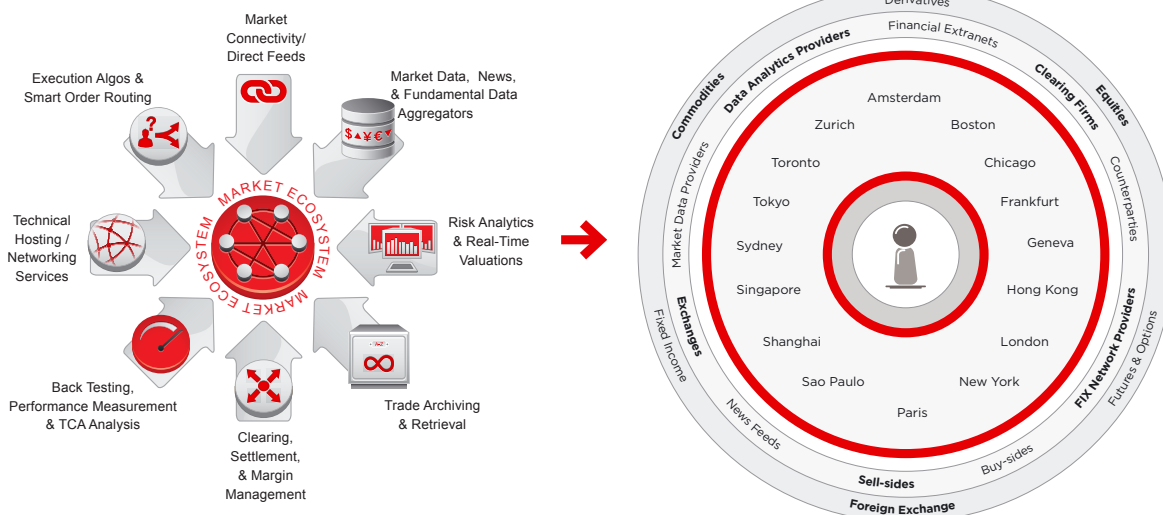 Market
Connectivity/
Direct Feeds
Execution Algos &
Smart Order Routing
Market Data, News,
& Fundamental Data
Aggregators
$ ¥ €
Technical
Hosting /
Networking
Services
MARKET ECOSYSTEM MARKET ECOSYSTEM MARKET ECOSYSTEM
Risk Analytics
& Real-Time
Valuations
Back Testing,
Performance Measurement
& TCA Analysis
Clearing,
Settlement,
& Margin
Management
Trade Archiving
& Retrieval
Derivatives
Commodities
Equities
Fixed Income
Futures & Options
Foreign Exchange
Financial Extranets
Data Analytics Providers
Clearing Firms
Market Data Providers
Counterparties
Exchanges
FIX Network Providers
News Feeds
Buy-sides
Sell-sides
Amsterdam
Zurich
Boston
Toronto
Chicago
Tokyo
Frankfurt
Sydney
Geneva
Singapore
Hong Kong
Shanghai
London
Sao Paulo
New York
Paris